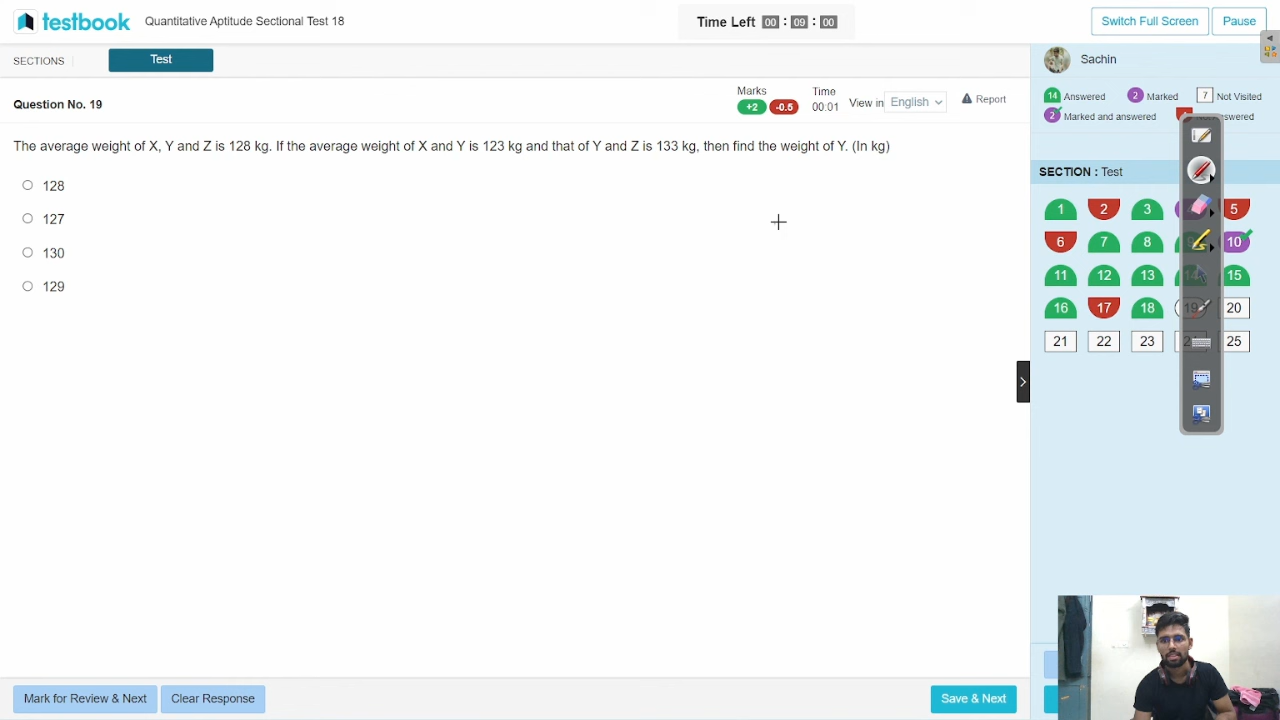 testbook
Quantitative Aptitude Sectional Test 18
Time Left 00 : 09 : 00
Switch Full Screen
Pause
SECTIONS
Test
Sachin
Question No. 19
Marks
+2 -0.5
Time
00:01
View in English
Report
14 Answered
2 Marked
7 Not Visited
2 Marked and answered
Answered
The average weight of X, Y and Z is 128 kg. If the average weight of X and Y is 123 kg and that of Y and Z is 133 kg, then find the weight of Y. (In kg)
128
127
130
129
SECTION : Test
1 2 3 5
6 7 8 10
11 12 13 14 15
16 17 18 19 20
21 22 23 25
Mark for Review & Next
Clear Response
Save & Next